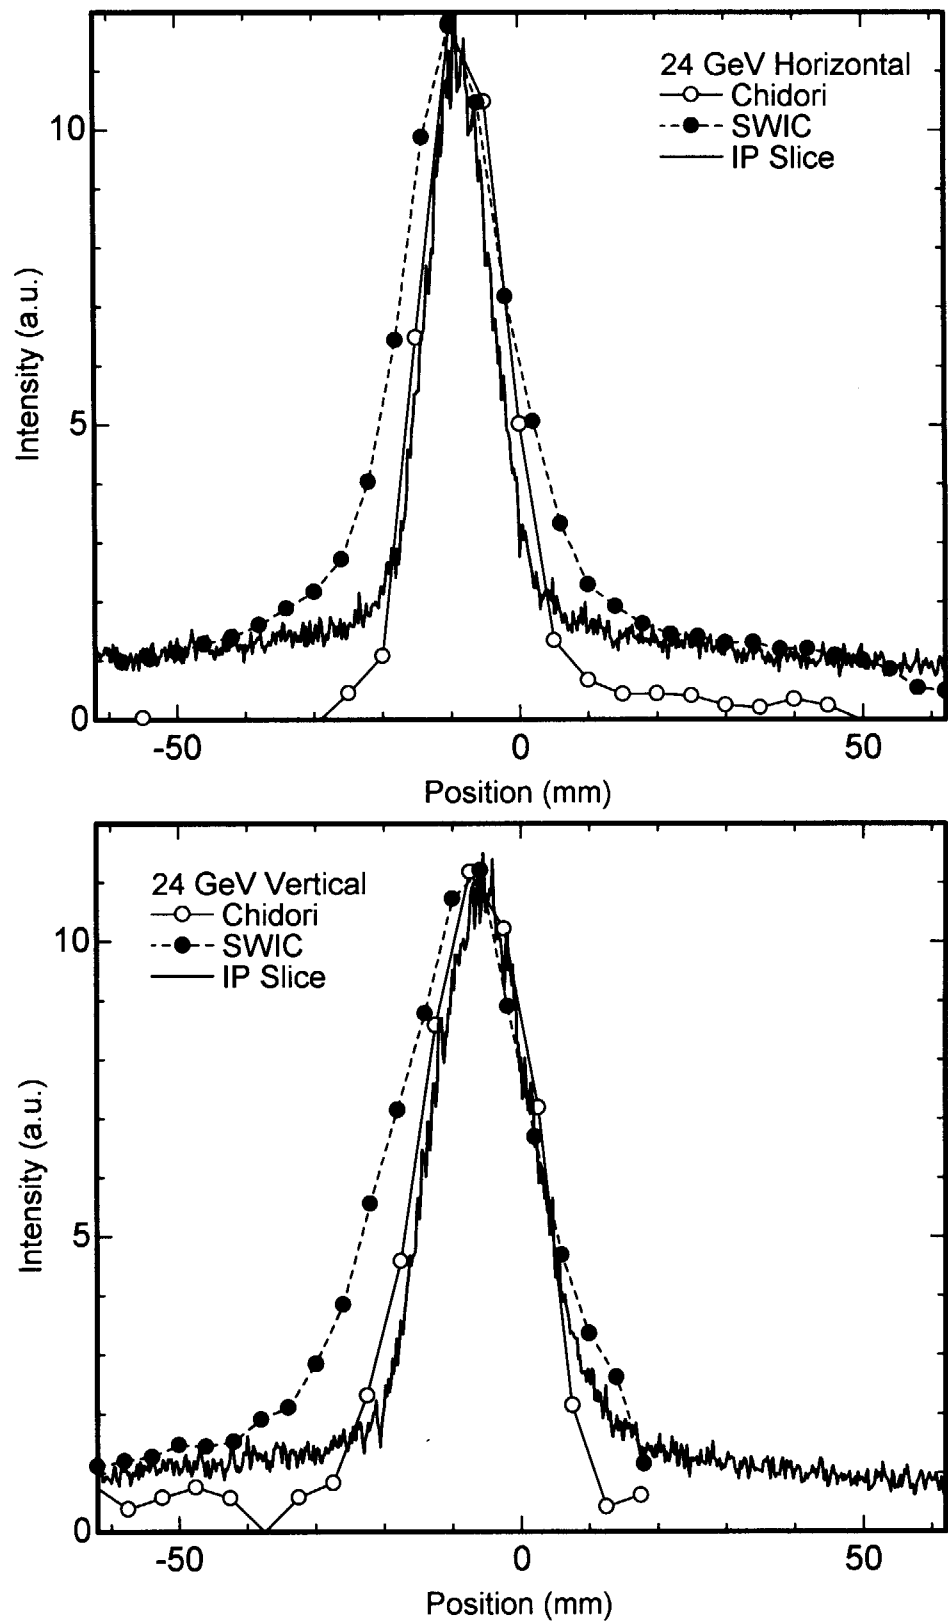 24 GeV Horizontal
Chidori
SWIC
IP Slice
10
5
0
Intensity (a.u.)
-50
0
50
Position (mm)
24 GeV Vertical
Chidori
SWIC
IP Slice
10
5
0
Intensity (a.u.)
-50
0
50
Position (mm)